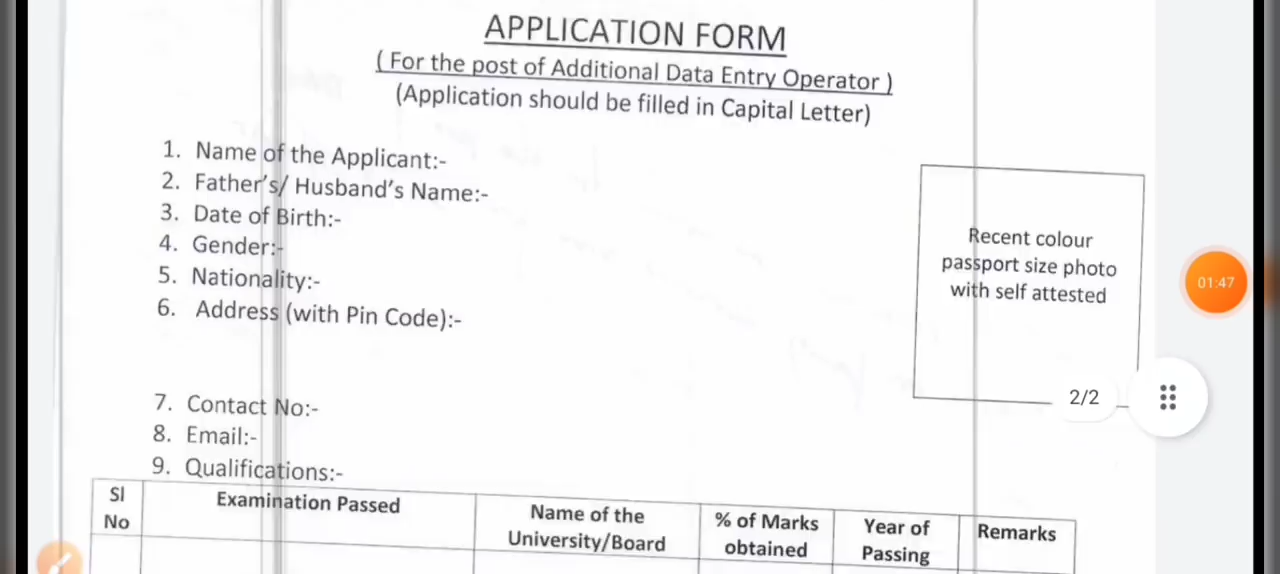 APPLICATION FORM
( For the post of Additional Data Entry Operator )
(Application should be filled in Capital Letter)
1. Name of the Applicant:-
2. Father's/ Husband's Name:-
3. Date of Birth:-
4. Gender:-
5. Nationality:-
6. Address (with Pin Code):-
Recent colour
passport size photo
with self attested
01:47
2/2
7. Contact No:-
8. Email:-
9. Qualifications:-
Sl No | Examination Passed | Name of the University/Board | % of Marks obtained | Year of Passing | Remarks